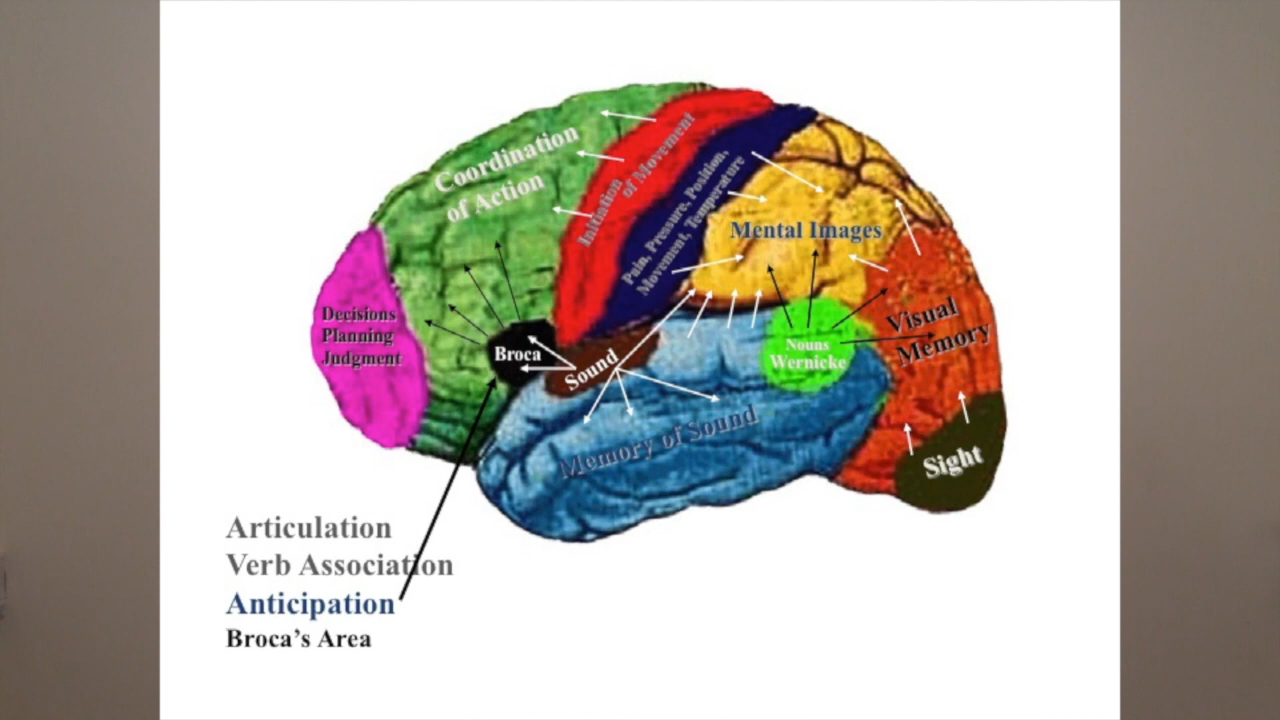 Coordination
of Action
Initiation
of Movement
Pain, Pressure, Position,
Movement, Temperature
Mental Images
Decisions
Planning
Judgment
Broca
Sound
Nouns
Wernicke
Visual
Memory
Memory of Sound
Sight
Articulation
Verb Association
Anticipation
Broca's Area